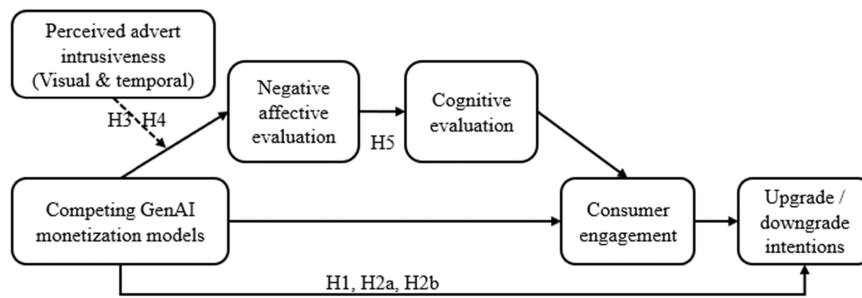 Perceived advert
intrusiveness
(Visual & temporal)
H3
H4
Negative
affective
evaluation
H5
Cognitive
evaluation
Competing GenAI
monetization models
Consumer
engagement
Upgrade /
downgrade
intentions
H1, H2a, H2b